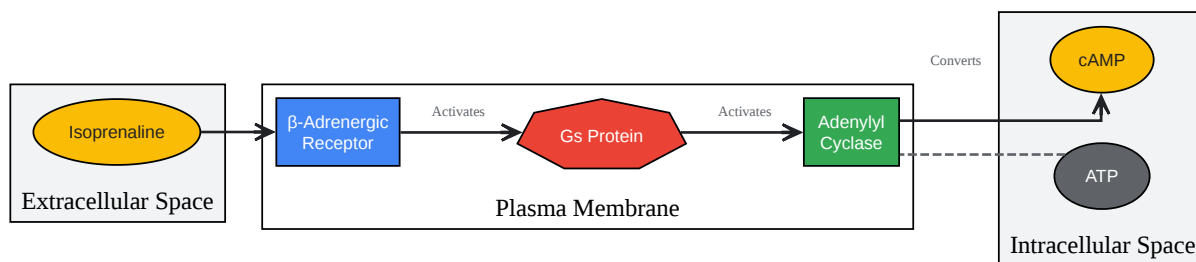 Isoprenaline
Extracellular Space
β-Adrenergic
Receptor
Activates
Gs Protein
Activates
Adenylyl
Cyclase
Plasma Membrane
Converts
cAMP
ATP
Intracellular Space